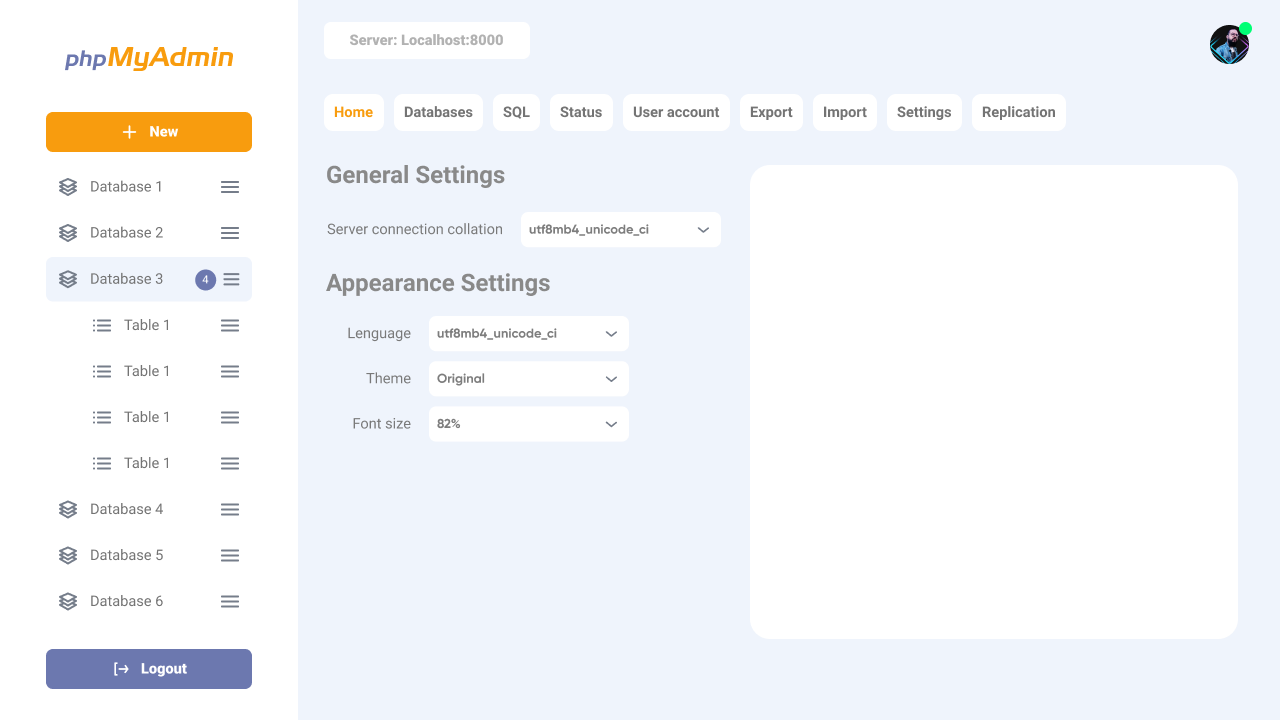 phpMyAdmin
New
Database 1
Database 2
Database 3 4
Table 1
Table 1
Table 1
Table 1
Database 4
Database 5
Database 6
Logout
Server: Localhost:8000
Home Databases SQL Status User account Export Import Settings Replication
General Settings
Server connection collation utf8mb4_unicode_ci
Appearance Settings
Lenguage utf8mb4_unicode_ci
Theme Original
Font size 82%